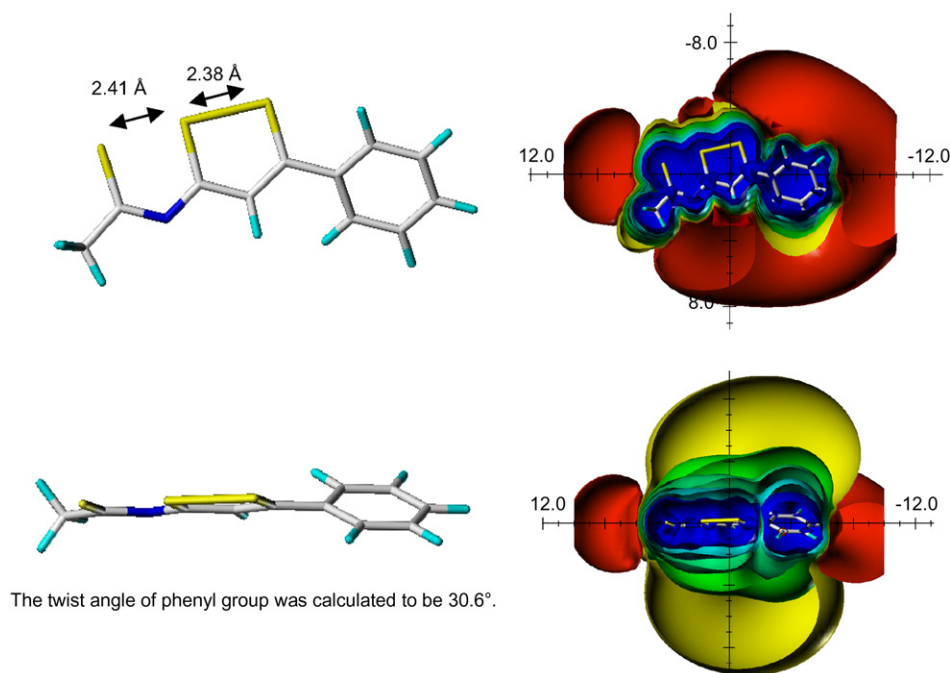 2.41 Å
2.38 Å
-8.0
12.0
-12.0
8.0
12.0
-12.0
The twist angle of phenyl group was calculated to be 30.6°.